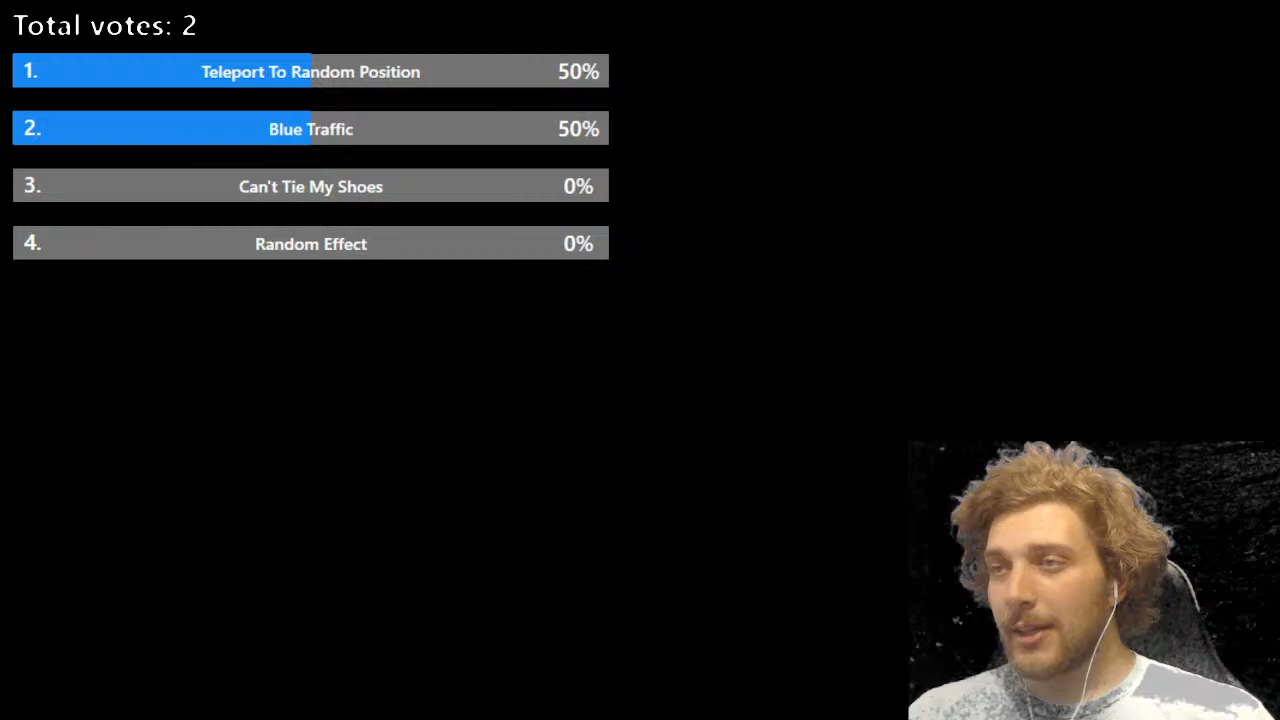 Total votes: 2
1. Teleport To Random Position 50%
2. Blue Traffic 50%
3. Can't Tie My Shoes 0%
4. Random Effect 0%